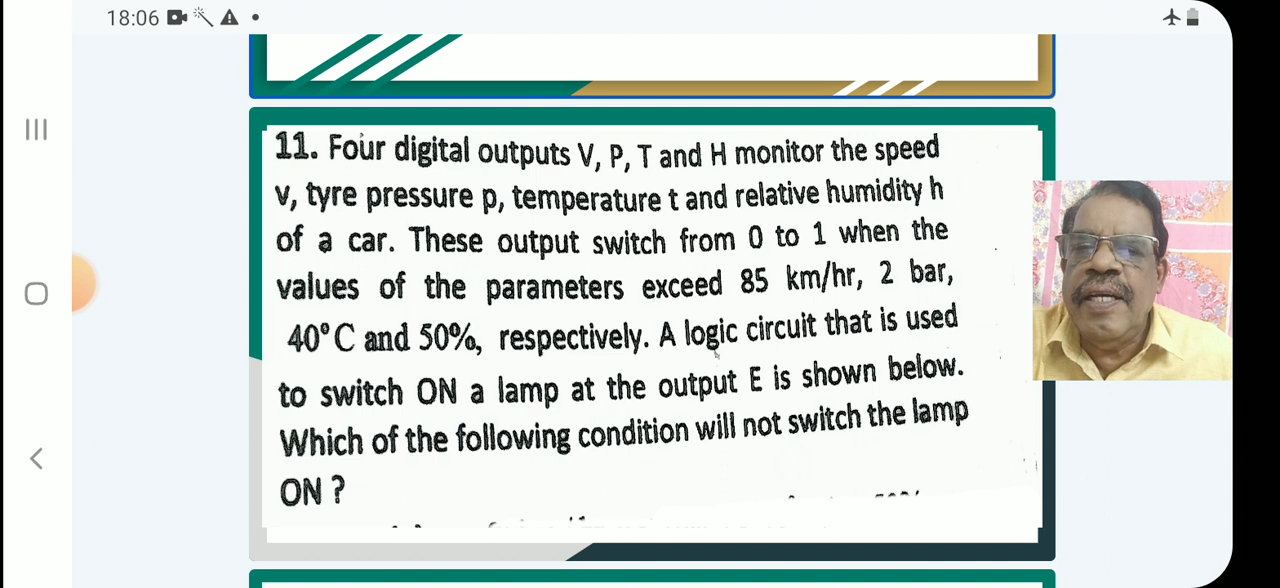 18:06
11. Four digital outputs V, P, T and H monitor the speed
v, tyre pressure p, temperature t and relative humidity h
of a car. These output switch from 0 to 1 when the
values of the parameters exceed 85 km/hr, 2 bar,
40°C and 50%, respectively. A logic circuit that is used
to switch ON a lamp at the output E is shown below.
Which of the following condition will not switch the lamp
ON ?